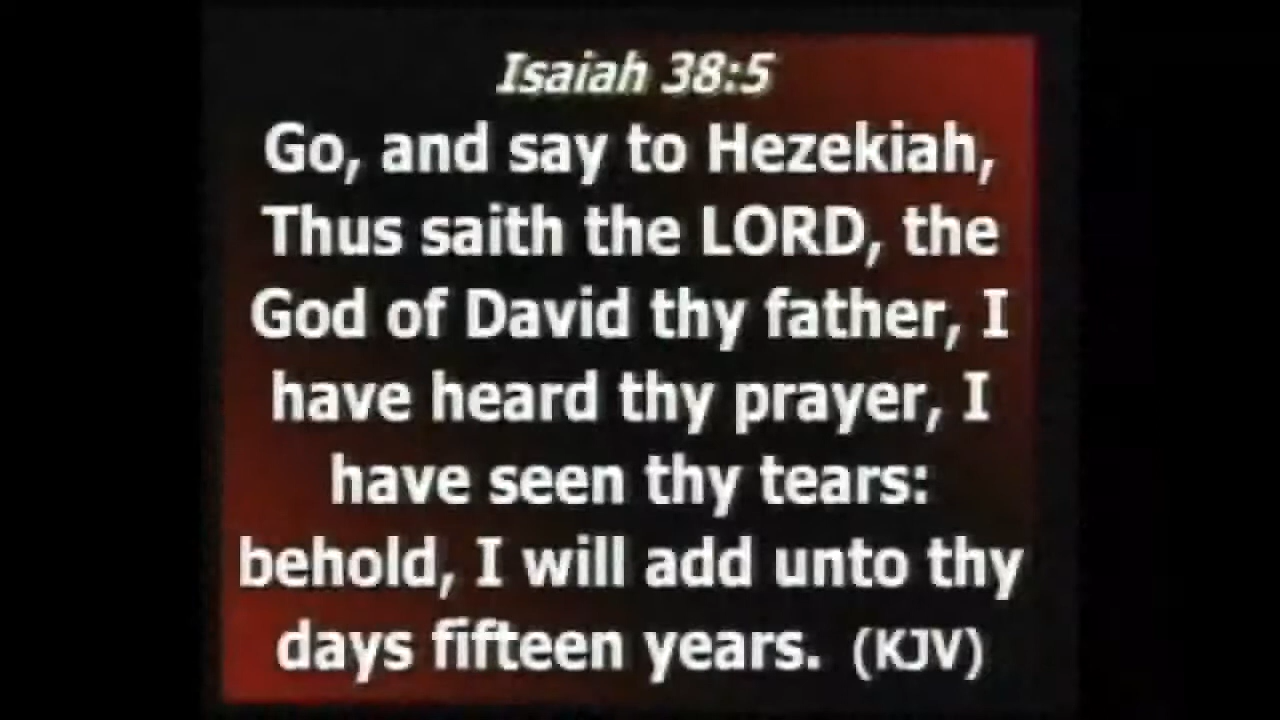 Isaiah 38:5
Go, and say to Hezekiah,
Thus saith the LORD, the
God of David thy father, I
have heard thy prayer, I
have seen thy tears:
behold, I will add unto thy
days fifteen years. (KJV)